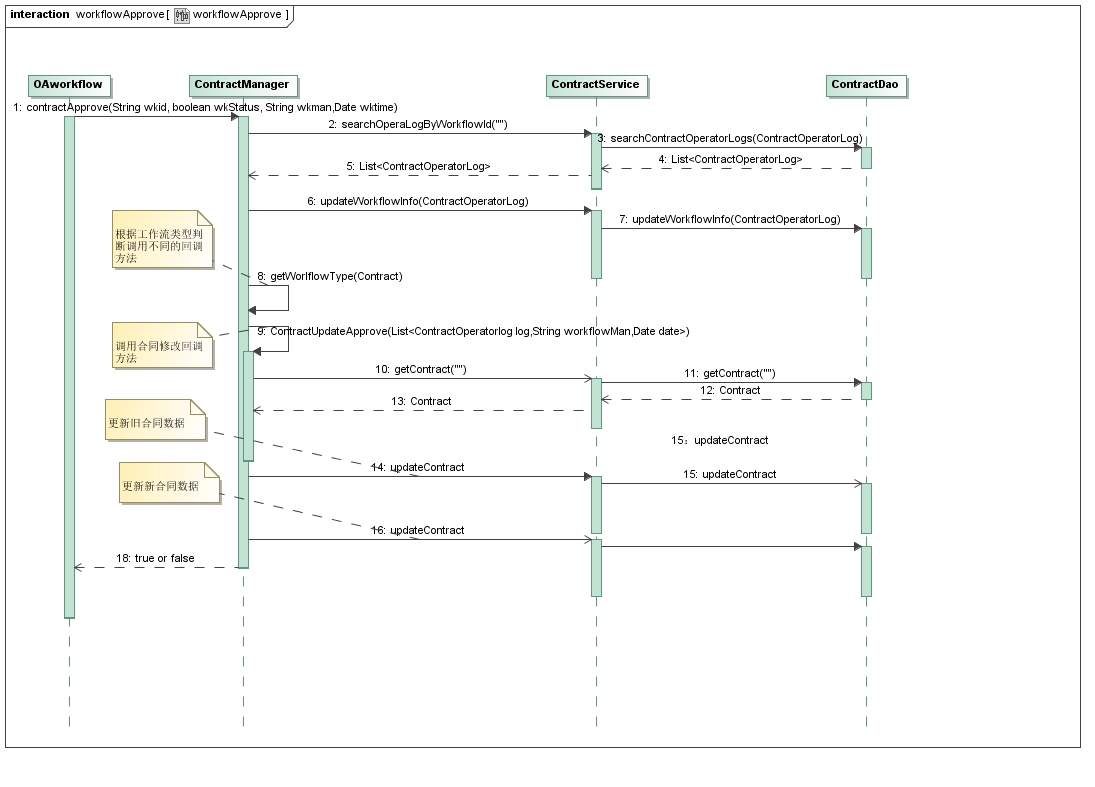 interaction workflowApprove[ workflowApprove ]
OAworkflow
ContractManager
ContractService
ContractDao
1: contractApprove(String wkid, boolean wkStatus, String wkman,Date wktime)
2: searchOperaLogByWorkflowId("")
3: searchContractOperatorLogs(ContractOperatorLog)
4: List<ContractOperatorLog>
5: List<ContractOperatorLog>
6: updateWorkflowInfo(ContractOperatorLog)
7: updateWorkflowInfo(ContractOperatorLog)
根据工作流类型判
断调用不同的回调
方法
8: getWorlflowType(Contract)
9: ContractUpdateApprove(List<ContractOperatorlog log,String workflowMan,Date date>)
调用合同修改回调
方法
10: getContract("")
11: getContract("")
12: Contract
13: Contract
更新旧合同数据
15：updateContract
14: updateContract
15: updateContract
更新新合同数据
16: updateContract
18: true or false